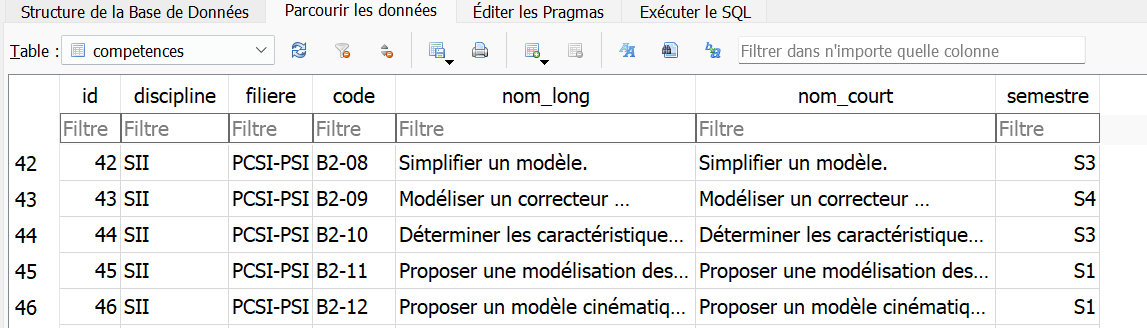 Structure de la Base de Données Parcourir les données Éditer les Pragmas Exécuter le SQL
Table : competences Filtrer dans n'importe quelle colonne
id discipline filiere code nom_long nom_court semestre
Filtre Filtre Filtre Filtre Filtre Filtre Filtre
42 42 SII PCSI-PSI B2-08 Simplifier un modèle. Simplifier un modèle. S3
43 43 SII PCSI-PSI B2-09 Modéliser un correcteur ... Modéliser un correcteur ... S4
44 44 SII PCSI-PSI B2-10 Déterminer les caractéristique... Déterminer les caractéristique... S3
45 45 SII PCSI-PSI B2-11 Proposer une modélisation des... Proposer une modélisation des... S1
46 46 SII PCSI-PSI B2-12 Proposer un modèle cinématiq... Proposer un modèle cinématiq... S1